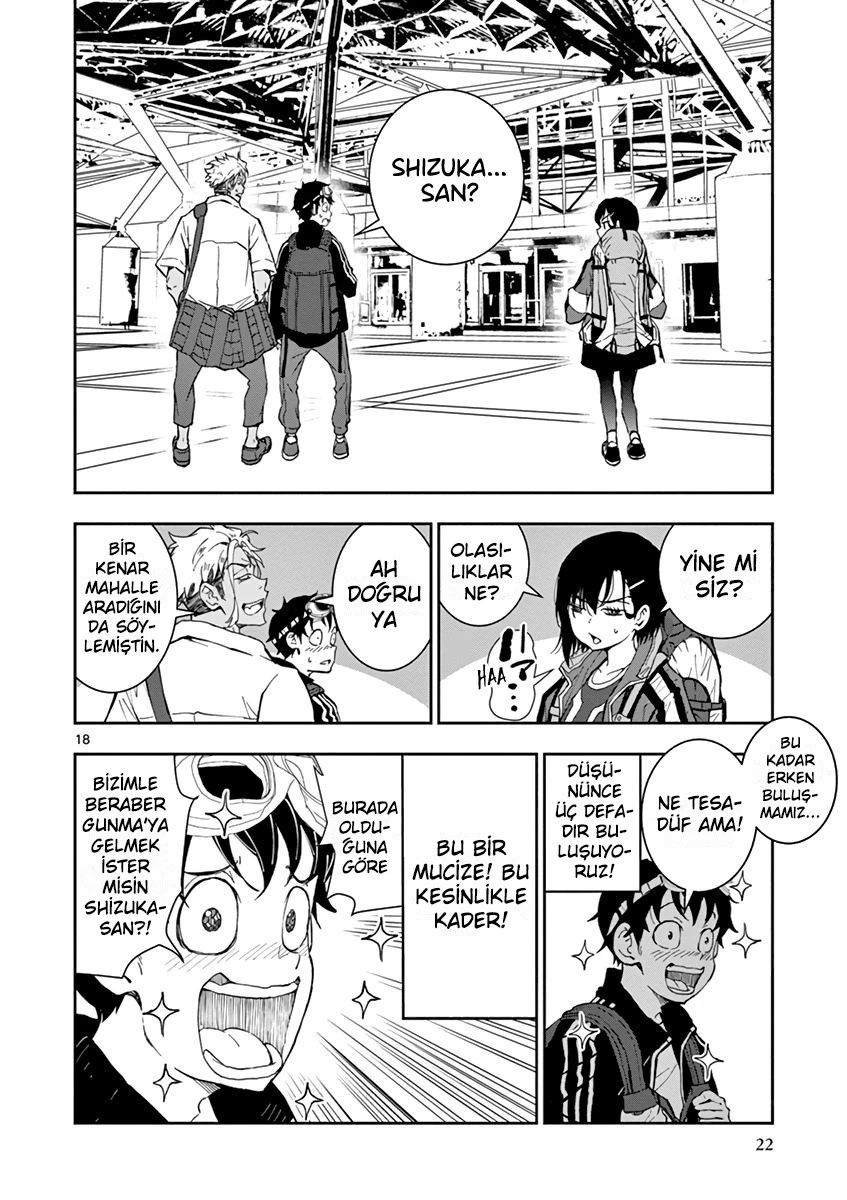 SHIZUKA...
SAN?
YİNE Mİ
SİZ?
OLASI-
LIKLAR
NE?
HAA
AH
DOĞRU
YA
BİR
KENAR
MAHALLE
ARADIĞINI
DA SÖY-
LEMİŞTİN.
18
BU
KADAR
ERKEN
BULUŞ-
MAMIZ...
NE TESA-
DÜF AMA!
DÜŞÜ-
NÜNCE
ÜÇ DEFA-
DIR BU-
LUŞUYO-
RUZ!
BU BİR
MUCİZE! BU
KESİNLİKLE
KADER!
BURADA
OLDU-
ĞUNA
GÖRE
BİZİMLE
BERABER
GUNMA'YA
GELMEK
İSTER
MİSİN
SHIZUKA-
SAN?!
22